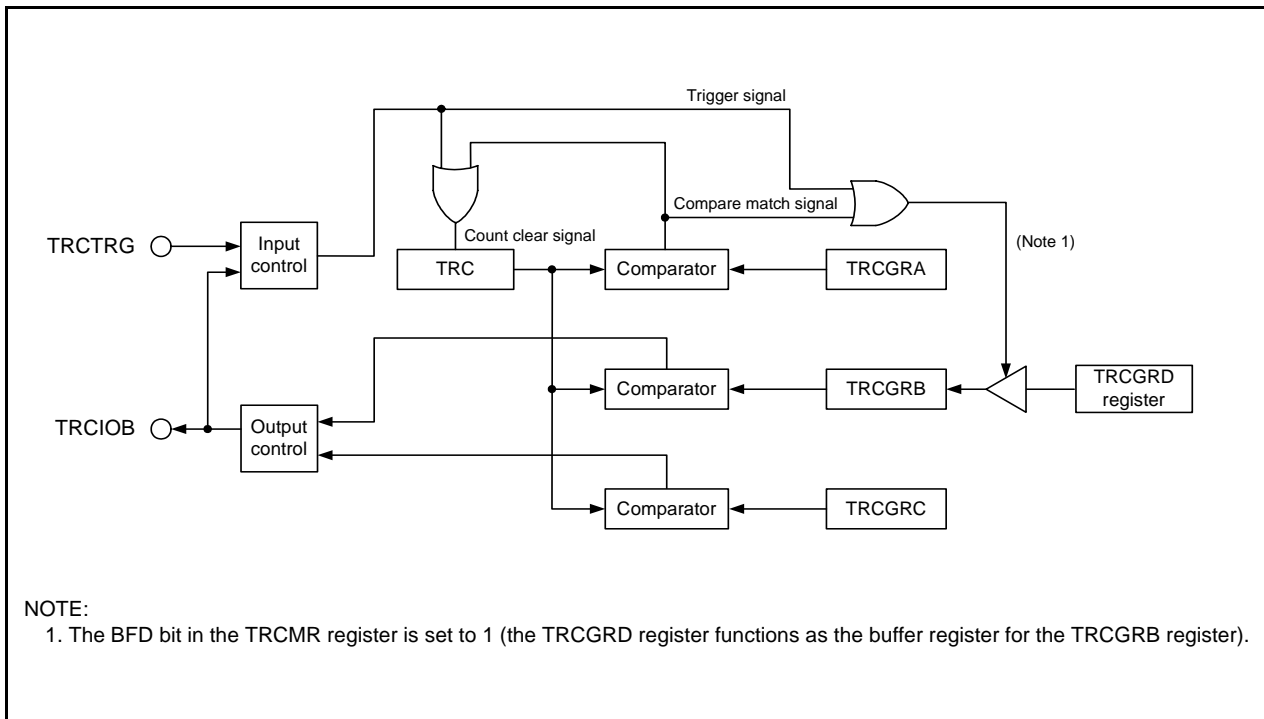 Trigger signal
Compare match signal
TRCTRG
Input
control
Count clear signal
(Note 1)
TRC
Comparator
TRCGRA
Comparator
TRCGRB
TRCGRD
register
TRCIOB
Output
control
Comparator
TRCGRC
NOTE:
1. The BFD bit in the TRCMR register is set to 1 (the TRCGRD register functions as the buffer register for the TRCGRB register).